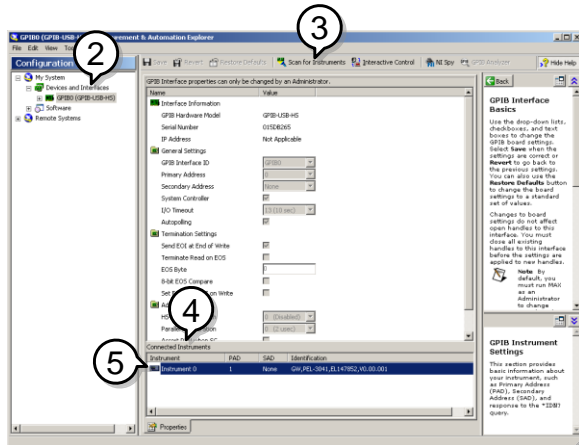 GPIB0 (GPIB-USB-H
rement & Automation Explorer
File Edit View Too
Configuration
My System
Devices and Interfaces
GPIB0 (GPIB-USB-HS)
Software
Remote Systems
Save Revert Restore Defaults Scan for Instruments Interactive Control NI Spy GPIB Analyzer Hide Help
GPIB Interface properties can only be changed by an Administrator.
Name Value
Interface Information
GPIB Hardware Model GPIB-USB-HS
Serial Number 015DB265
IP Address Not Applicable
General Settings
GPIB Interface ID GPIB0
Primary Address 0
Secondary Address None
System Controller
I/O Timeout 13 (10 sec)
Autopolling
Termination Settings
Send EOI at End of Write
Terminate Read on EOS
EOS Byte 0
8-bit EOS Compare
Set on Write
Ad
HS 0 (Disabled)
Parallel ion 0 (2 usec)
Connected Instruments
Instrument PAD SAD Identification
Instrument 0 1 None GW,PEL-3041,EL147852,V0.00.001
Properties
Back
GPIB Interface
Basics
Use the drop-down lists,
checkboxes, and text
boxes to change the
GPIB board settings.
Select Save when the
settings are correct or
Revert to go back to
the previous settings.
You can also use the
Restore Defaults button
to change the board
settings to a standard
set of values.
Changes to board
settings do not affect
open handles to this
interface. You must
close all existing
handles to this interface
before the settings are
applied to new handles.
Note By
default, you
must run MAX
as an
Administrator
to change
GPIB Instrument
Settings
This section provides
basic information about
your instrument, such
as Primary Address
(PAD), Secondary
Address (SAD), and
response to the *IDN?
query.
2
3
4
5